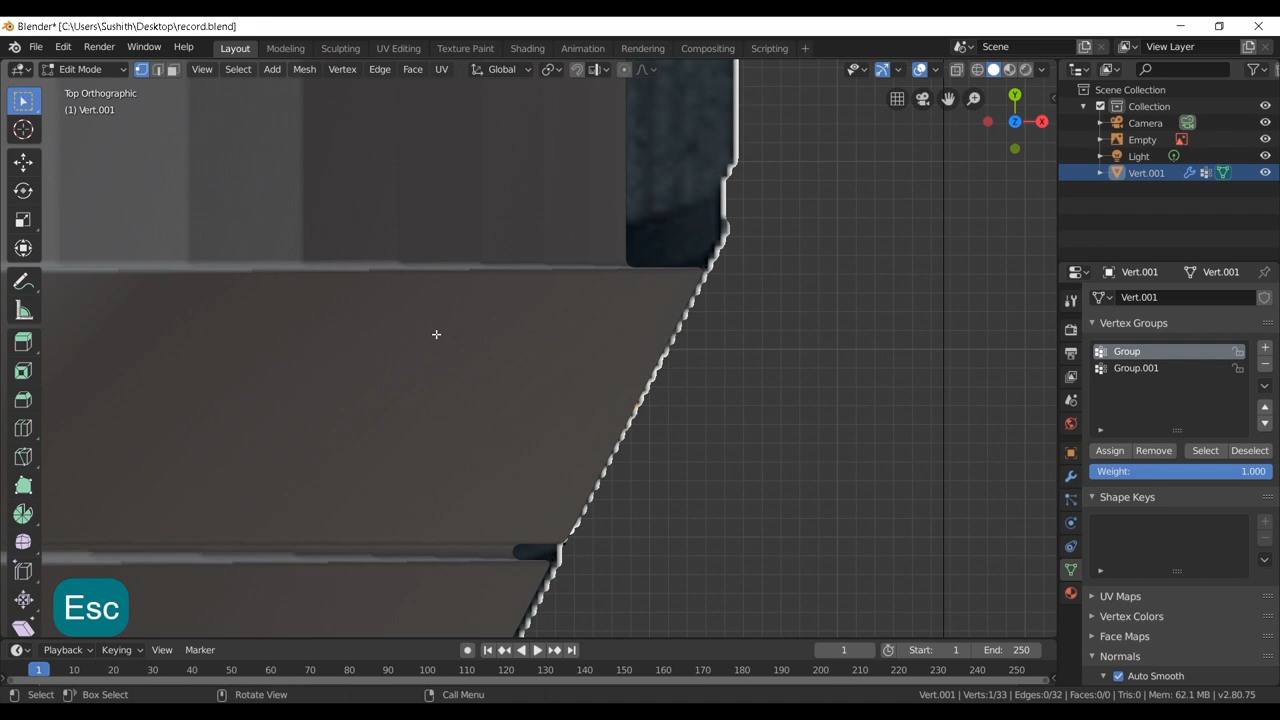 Blender* [C:\Users\Sushith\Desktop\record.blend]
File Edit Render Window Help Layout Modeling Sculpting UV Editing Texture Paint Shading Animation Rendering Compositing Scripting + Scene View Layer
Edit Mode View Select Add Mesh Vertex Edge Face UV Global
Top Orthographic
(1) Vert.001
Y
Z
X
Scene Collection
Collection
Camera
Empty
Light
Vert.001
Vert.001 Vert.001
Vert.001
Vertex Groups
Group
Group.001
Assign Remove Select Deselect
Weight: 1.000
Shape Keys
UV Maps
Vertex Colors
Face Maps
Normals
Auto Smooth
Esc
Playback Keying View Marker 1 Start: 1 End: 250
1 10 20 30 40 50 60 70 80 90 100 110 120 130 140 150 160 170 180 190 200 210 220 230 240 250
Select Box Select Rotate View Call Menu Vert.001 | Verts:1/33 | Edges:0/32 | Faces:0/0 | Tris:0 | Mem: 62.1 MB | v2.80.75